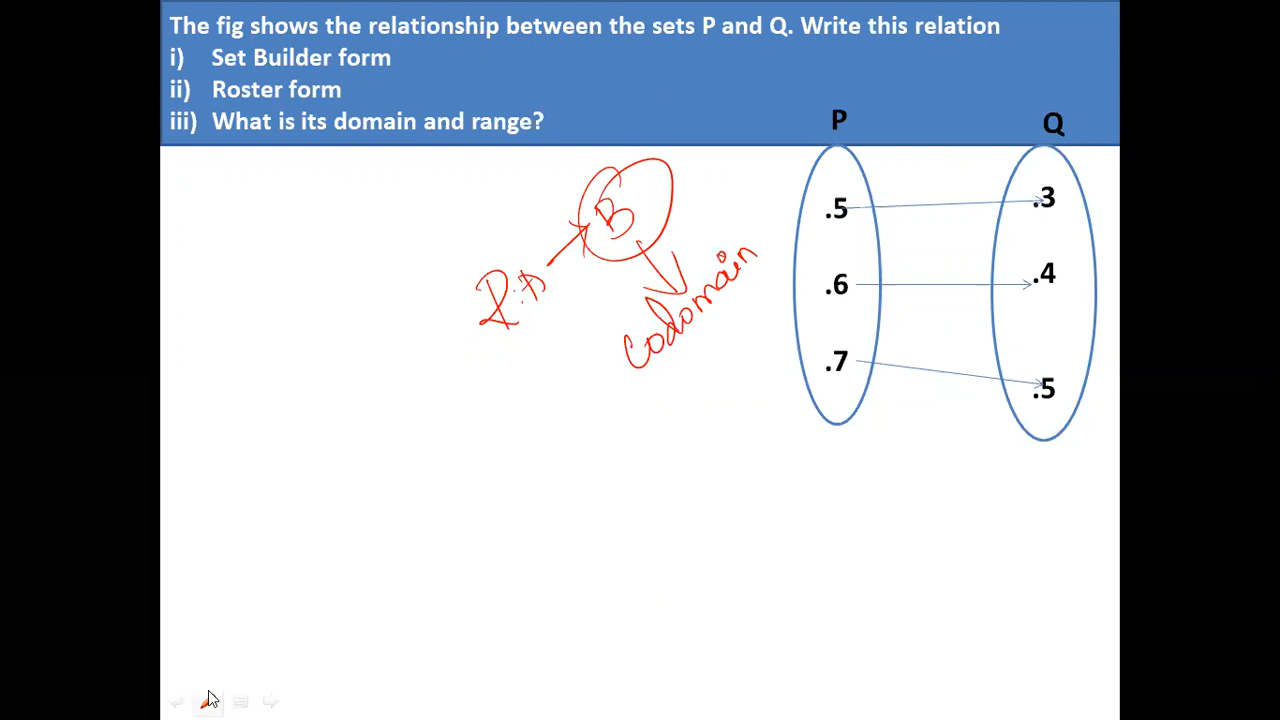 The fig shows the relationship between the sets P and Q. Write this relation
i) Set Builder form
ii) Roster form
iii) What is its domain and range?
P Q
.5 .3
.6 .4
.7 .5
B
codomain